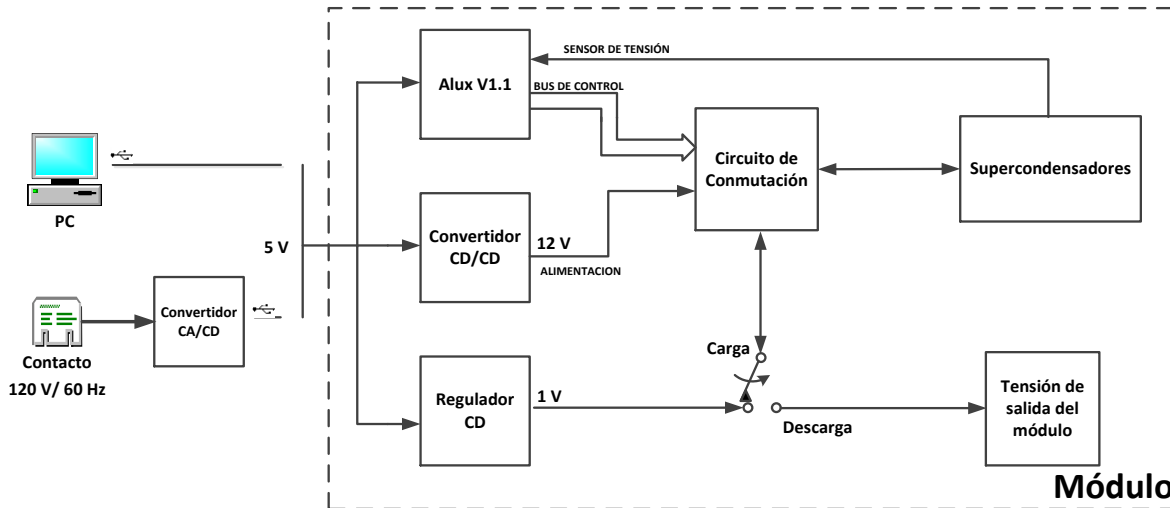 SENSOR DE TENSIÓN
Alux V1.1
BUS DE CONTROL
Circuito de
Conmutación
Supercondensadores
PC
5 V
Convertidor
CD/CD
12 V
ALIMENTACION
Convertidor
CA/CD
Contacto
120 V/ 60 Hz
Carga
Regulador
CD
1 V
Descarga
Tensión de
salida del
módulo
Módulo